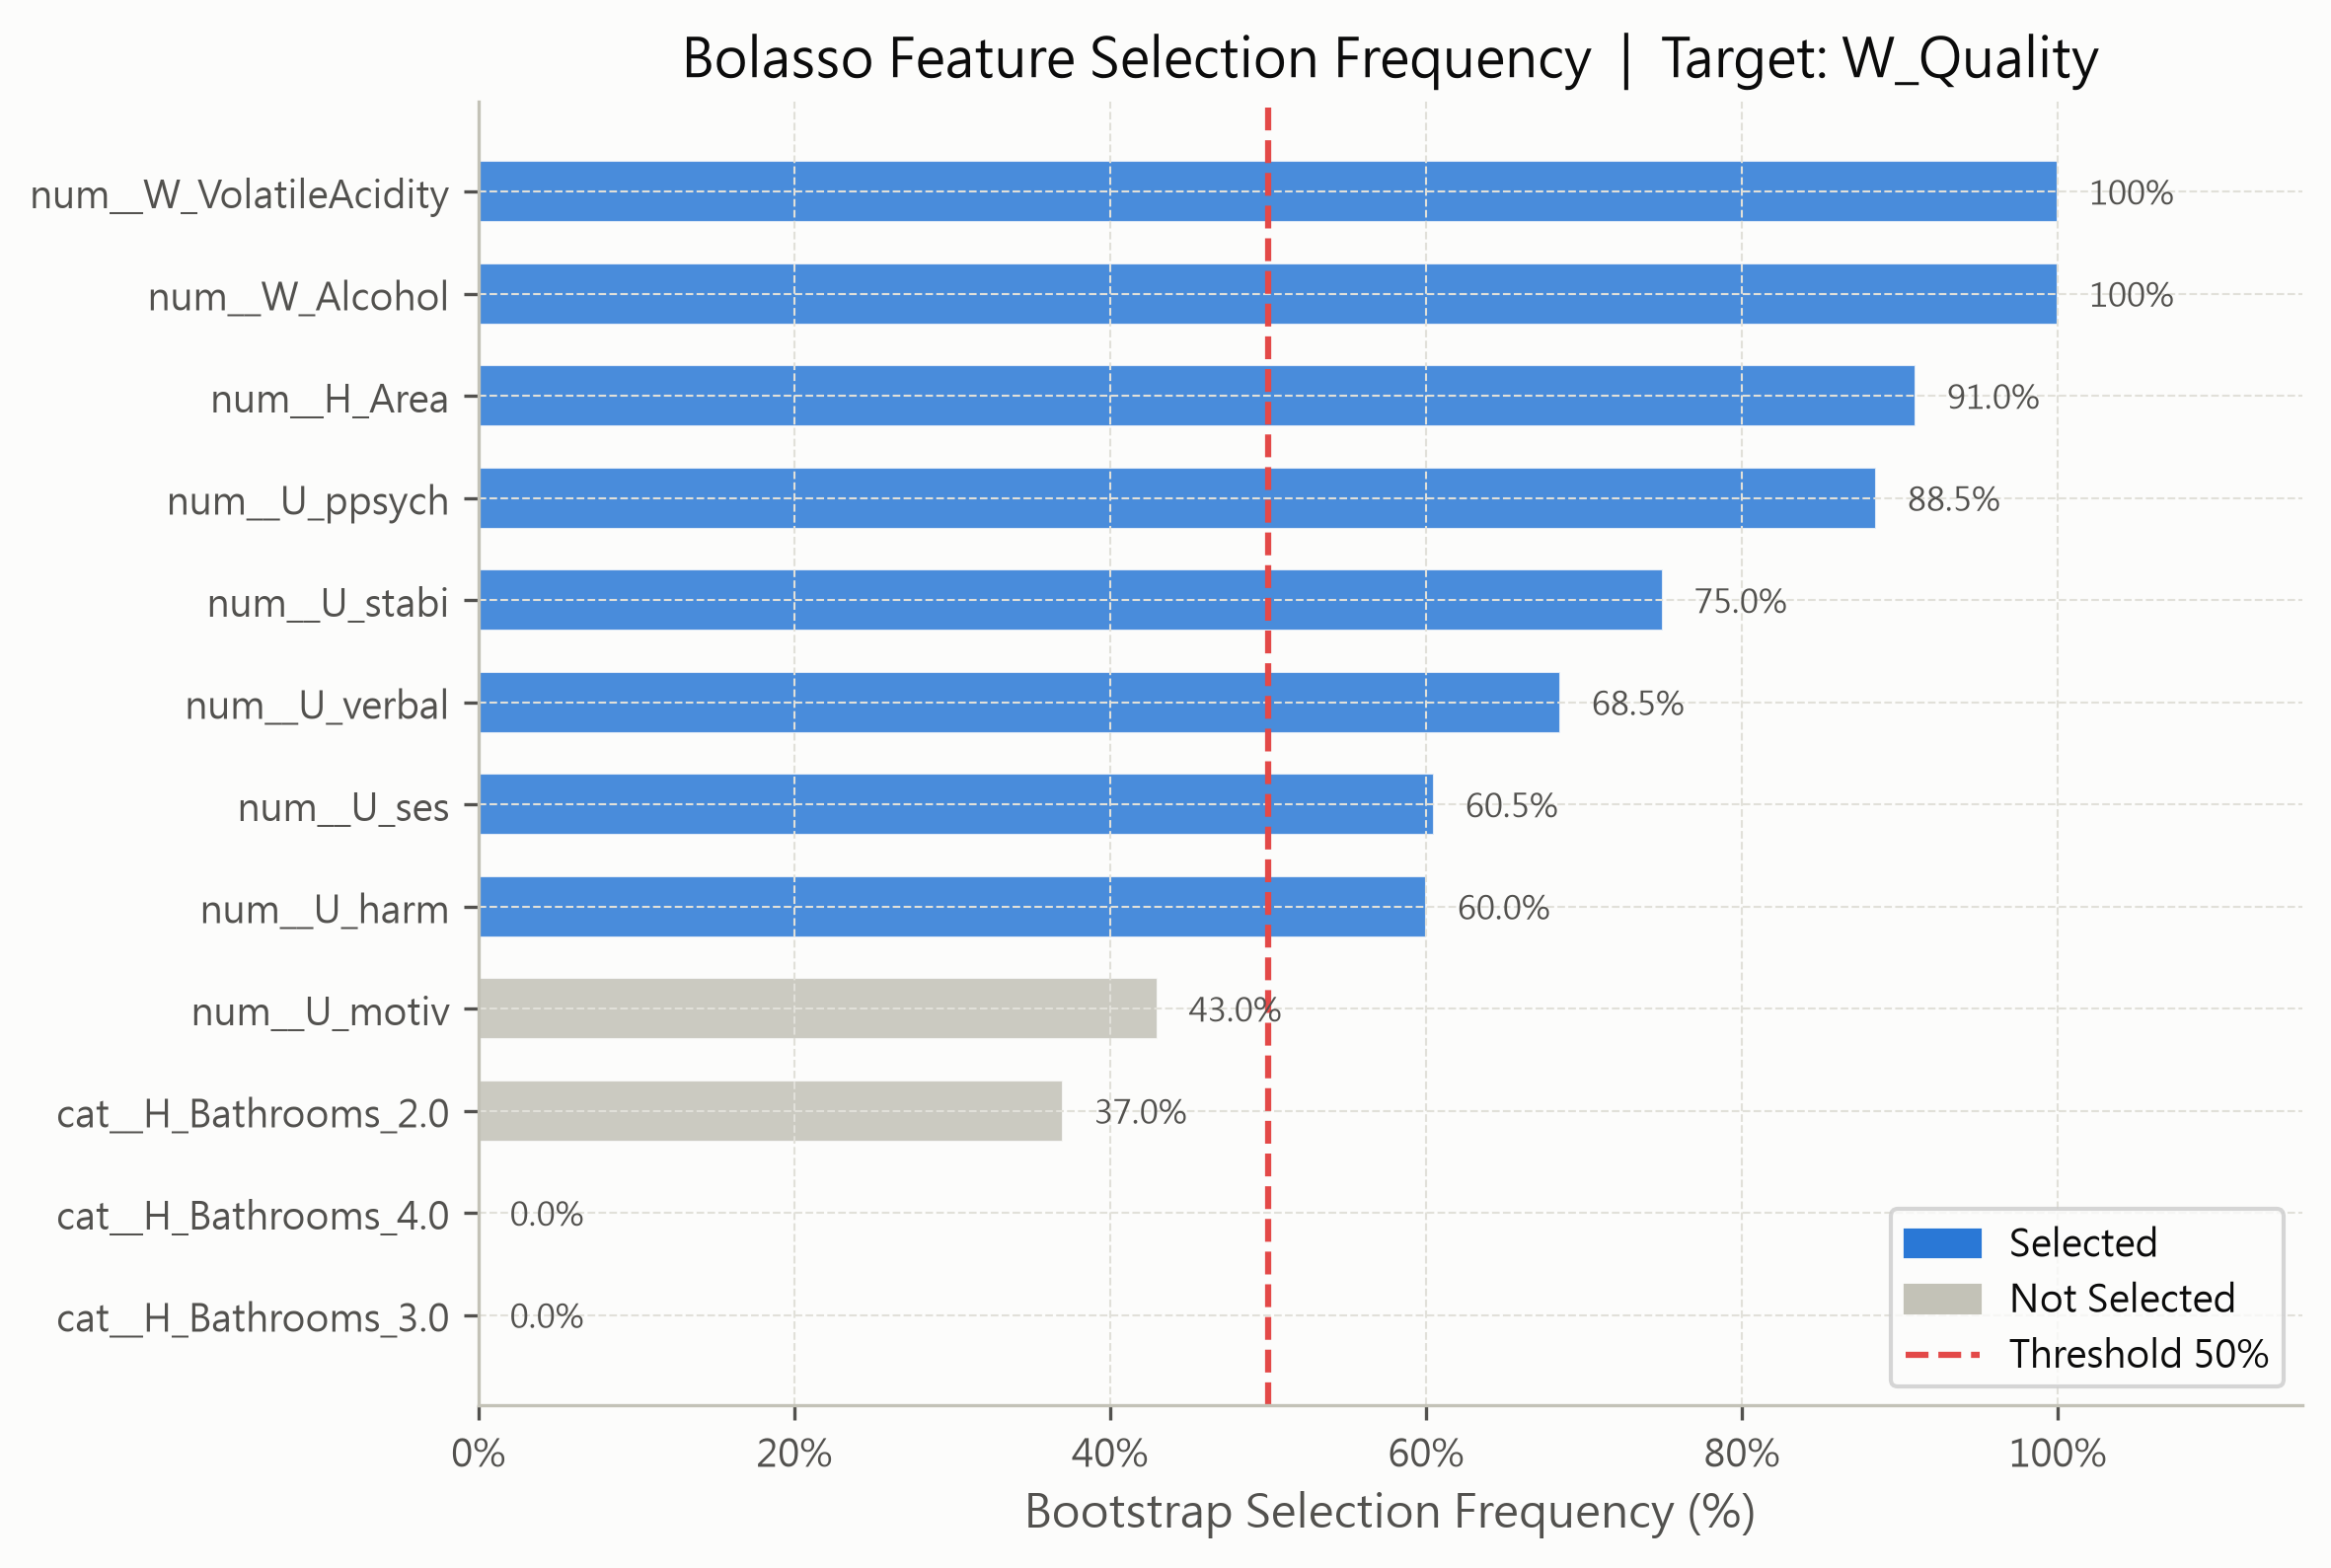 Bolasso Feature Selection Frequency | Target: W_Quality
num__W_VolatileAcidity 100%
num__W_Alcohol 100%
num__H_Area 91.0%
num__U_ppsych 88.5%
num__U_stabi 75.0%
num__U_verbal 68.5%
num__U_ses 60.5%
num__U_harm 60.0%
num__U_motiv 43.0%
cat__H_Bathrooms_2.0 37.0%
cat__H_Bathrooms_4.0 0.0%
cat__H_Bathrooms_3.0 0.0%
Selected
Not Selected
Threshold 50%
0% 20% 40% 60% 80% 100%
Bootstrap Selection Frequency (%)